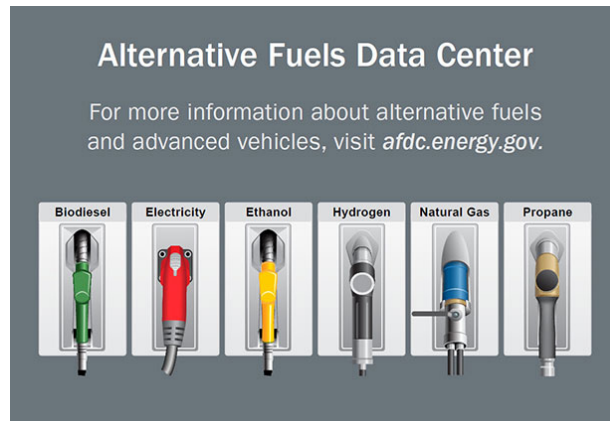 Alternative Fuels Data Center
For more information about alternative fuels
and advanced vehicles, visit afdc.energy.gov.
Biodiesel
Electricity
Ethanol
Hydrogen
Natural Gas
Propane